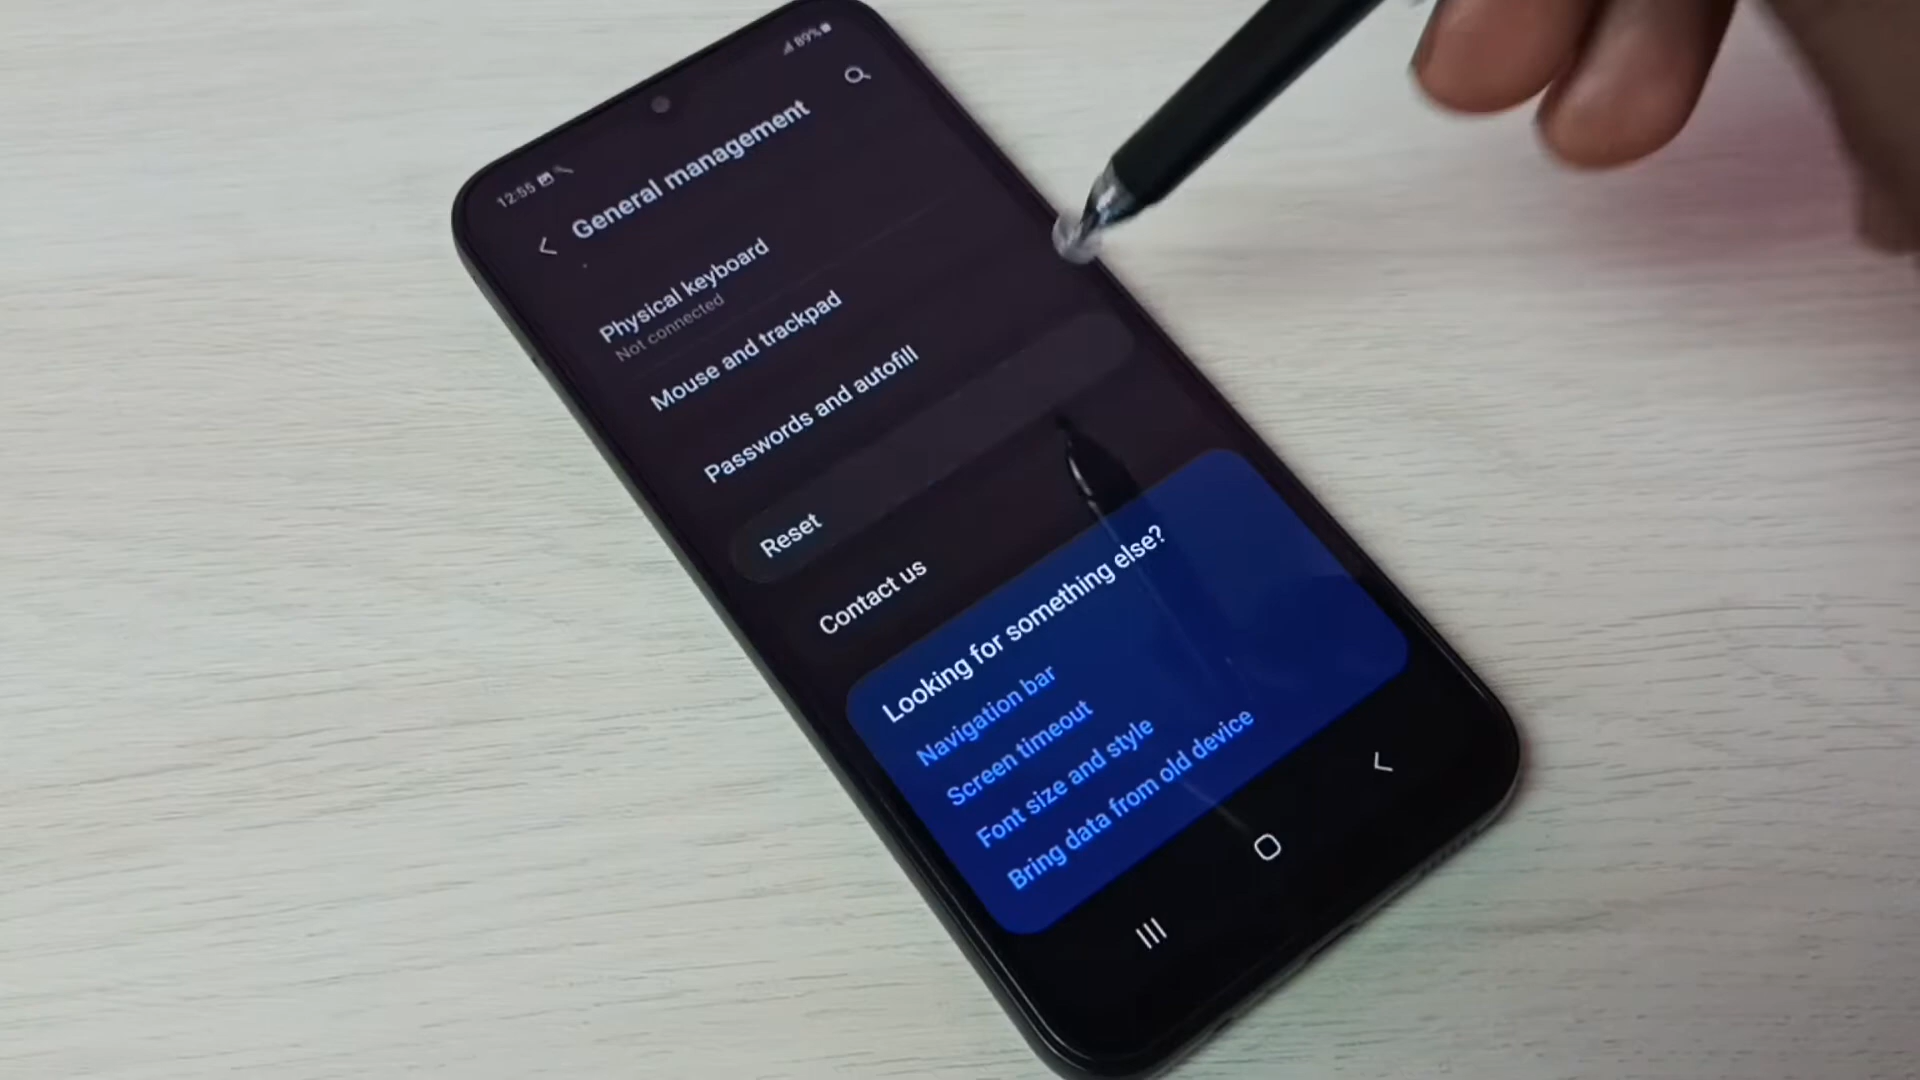 12:55
89%
General management
Physical keyboard
Not connected
Mouse and trackpad
Passwords and autofill
Reset
Contact us
Looking for something else?
Navigation bar
Screen timeout
Font size and style
Bring data from old device